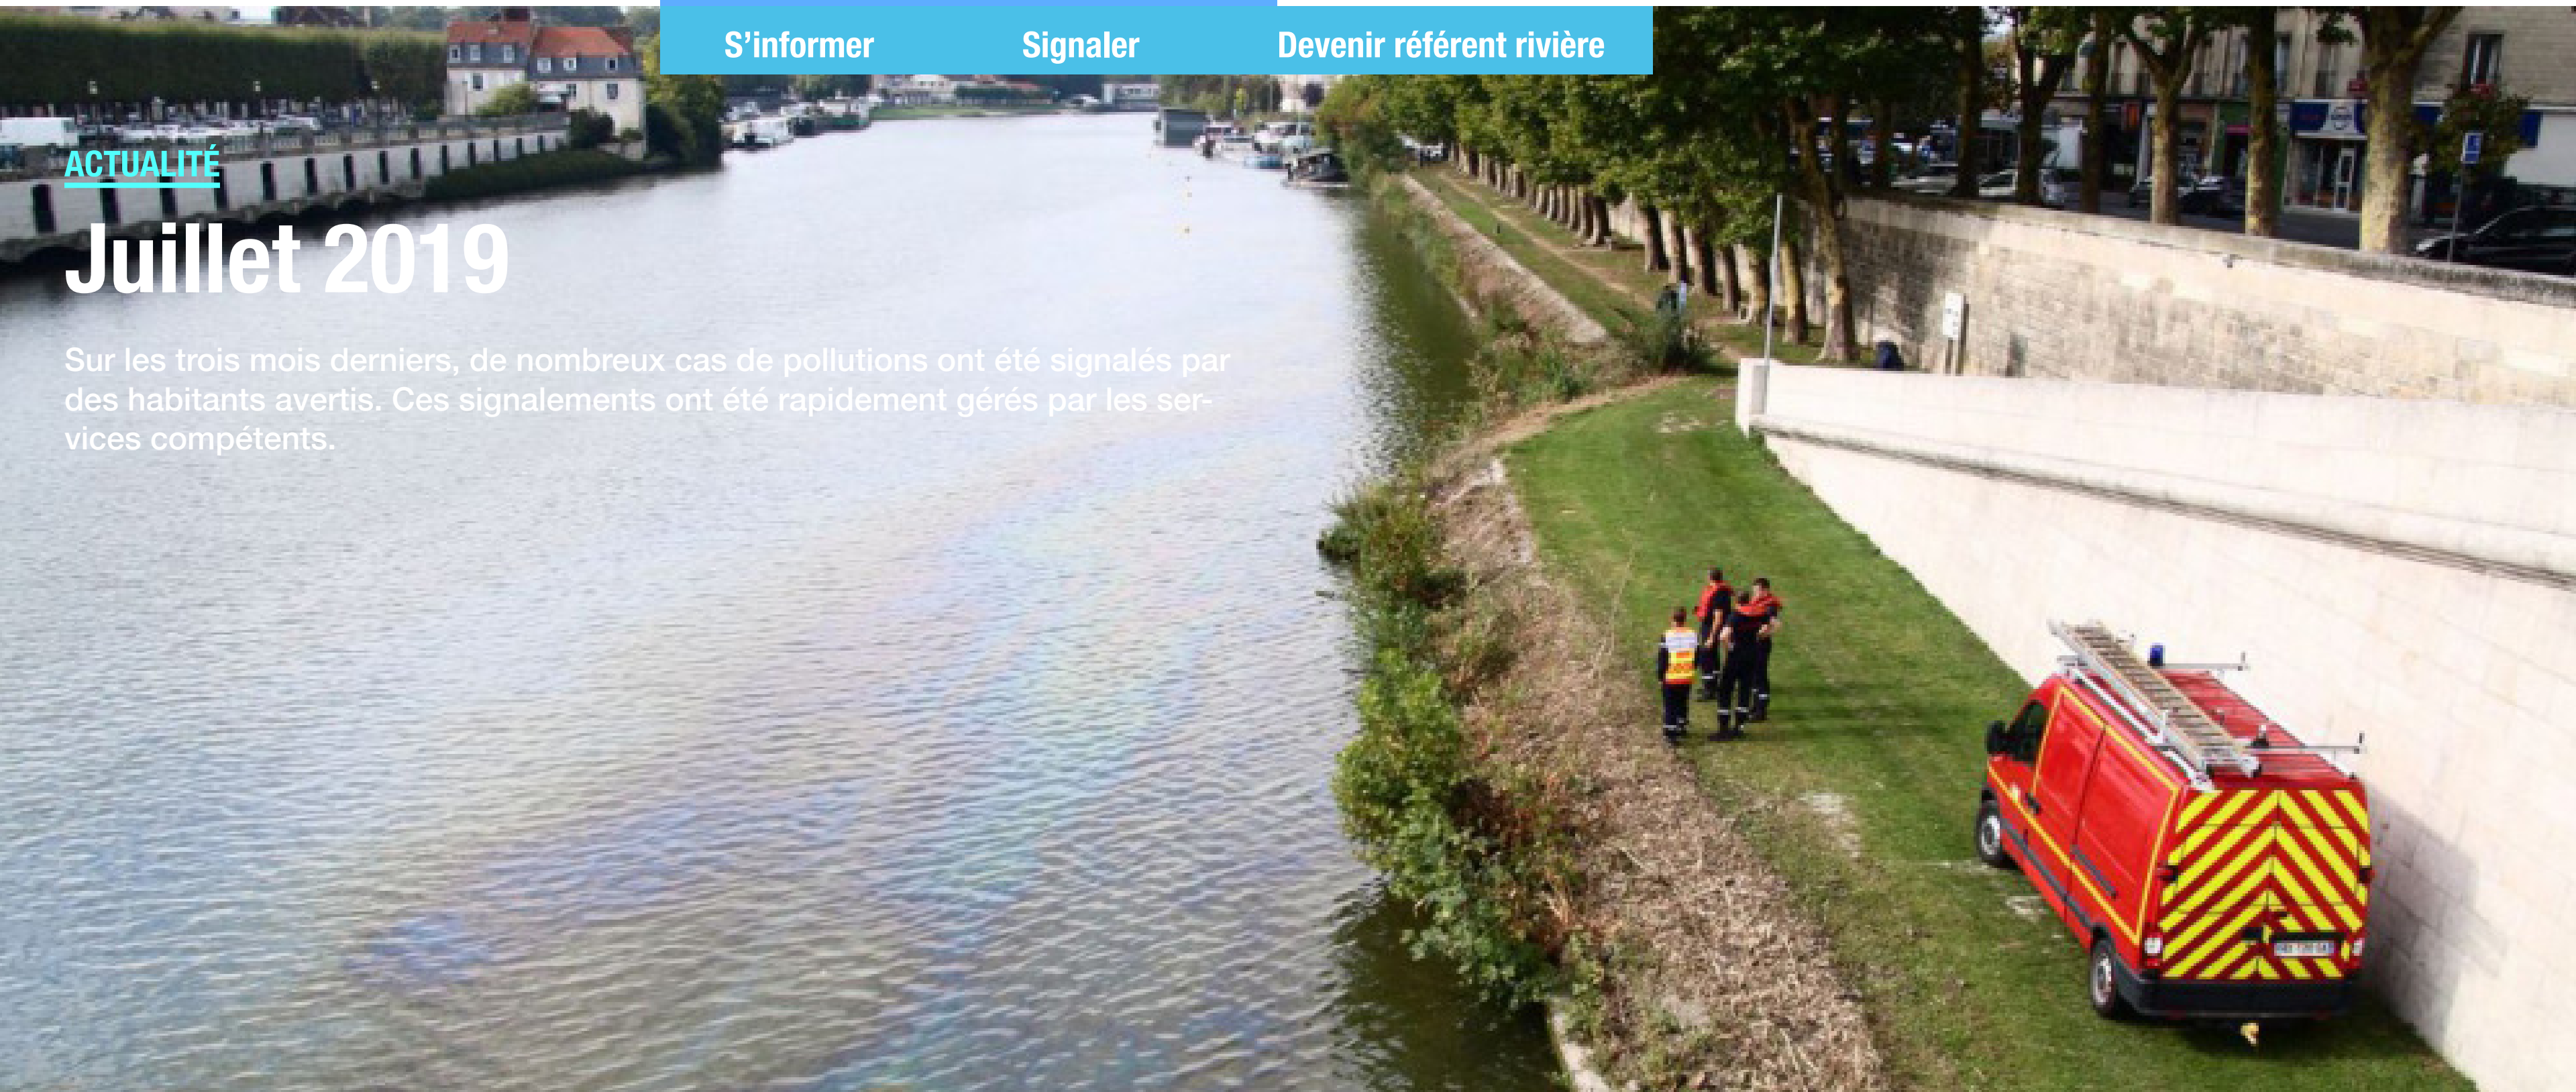 S’informer
Signaler
Devenir référent rivière
ACTUALITÉ
Juillet 2019
Sur les trois mois derniers, de nombreux cas de pollutions ont été signalés par
des habitants avertis. Ces signalements ont été rapidement gérés par les ser-
vices compétents.